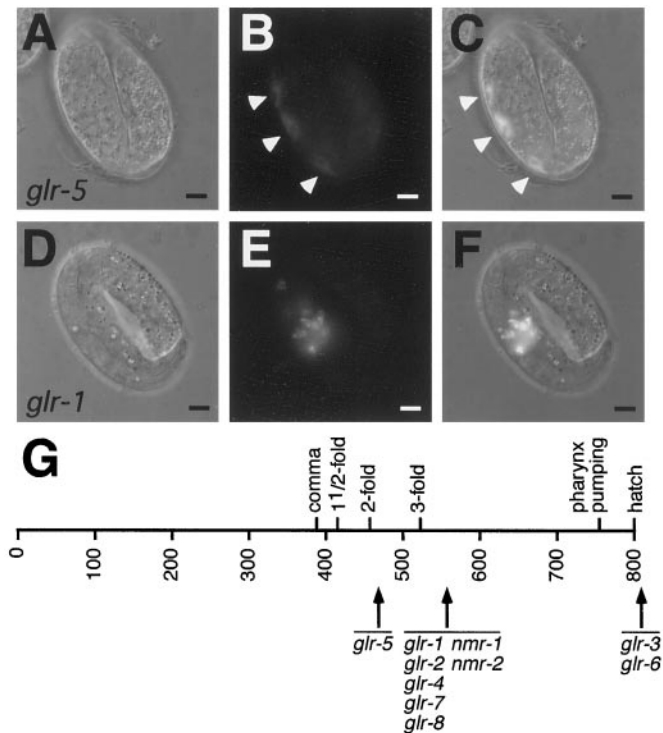 A
B
C
glr-5
D
E
F
glr-1
G
comma
11/2-fold
2-fold
3-fold
pharynx
pumping
hatch
0
100
200
300
400
500
600
700
800
glr-5
glr-1 nmr-1
glr-2 nmr-2
glr-4
glr-7
glr-8
glr-3
glr-6